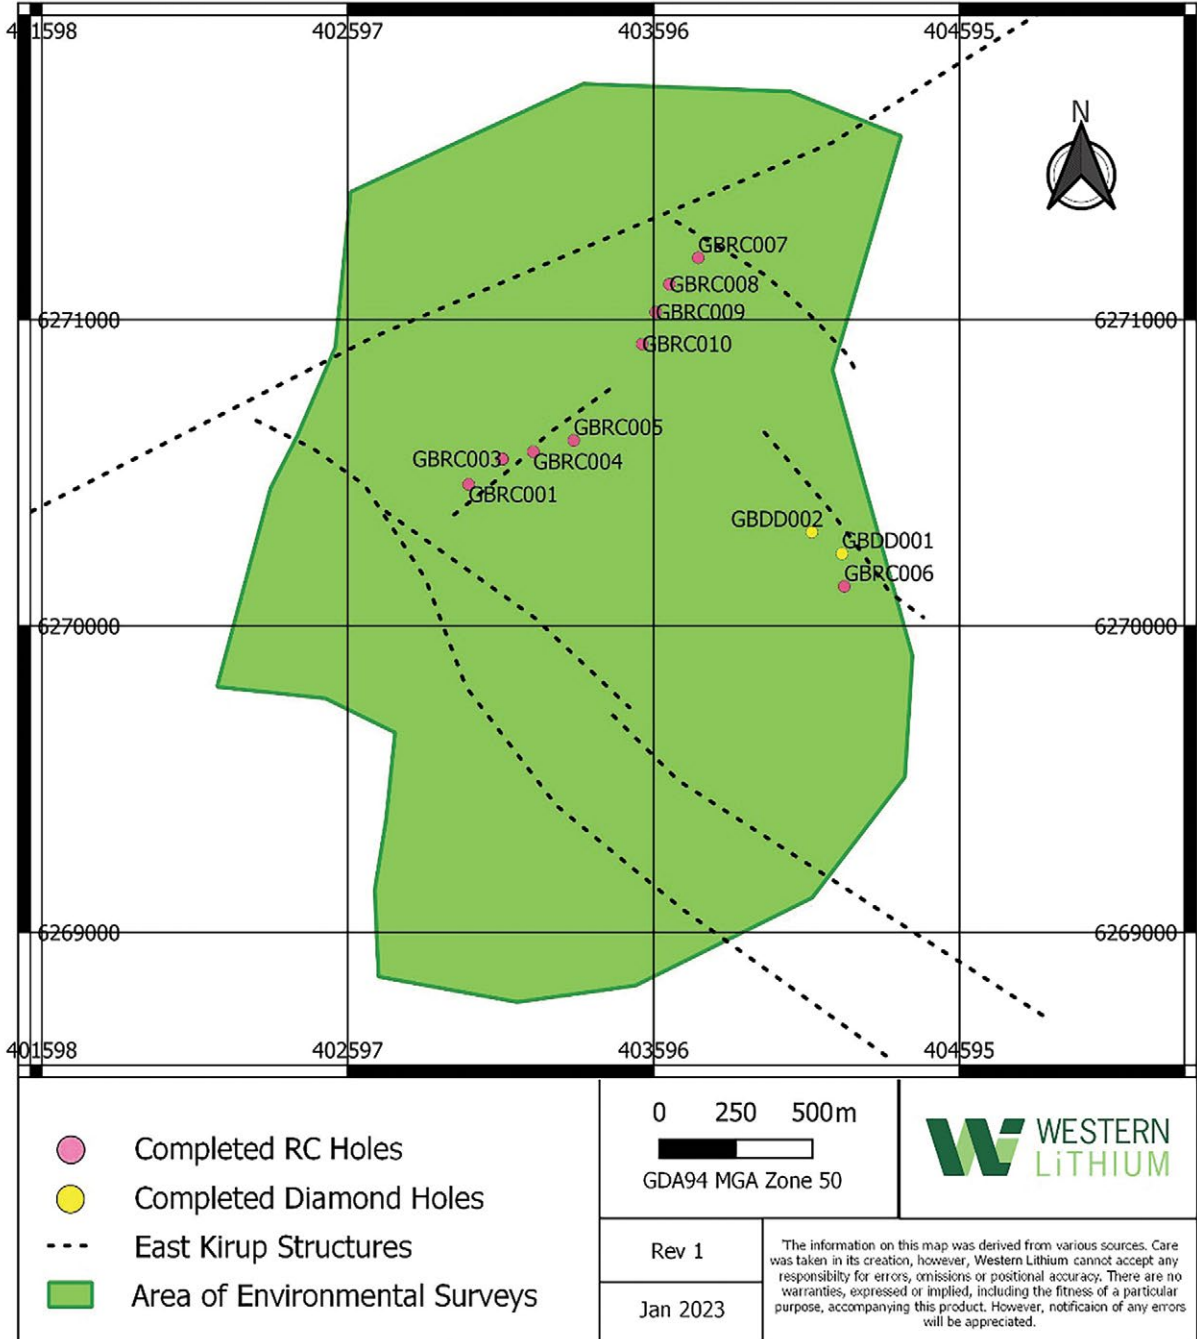 401598 402597 403596 404595
N
GBRC007
GBRC008
GBRC009
6271000 6271000
GBRC010
GBRC005
GBRC003
GBRC004
GBRC001
GBDD002
GBDD001
GBRC006
6270000 6270000
6269000 6269000
401598 402597 403596 404595
Completed RC Holes
Completed Diamond Holes
East Kirup Structures
Area of Environmental Surveys
0 250 500m
GDA94 MGA Zone 50
Rev 1
Jan 2023
WESTERN
LiTHIUM
'The information on this map was derived from various sources. Care
was taken in its creation, however, Western Lithium cannot accept any
responsibilty for errors, omissions or positional accuracy. There are no
warranties, expressed or implied, including the fitness of a particular
purpose, accompanying this product. However, notificaion of any errors
will be appreciated.